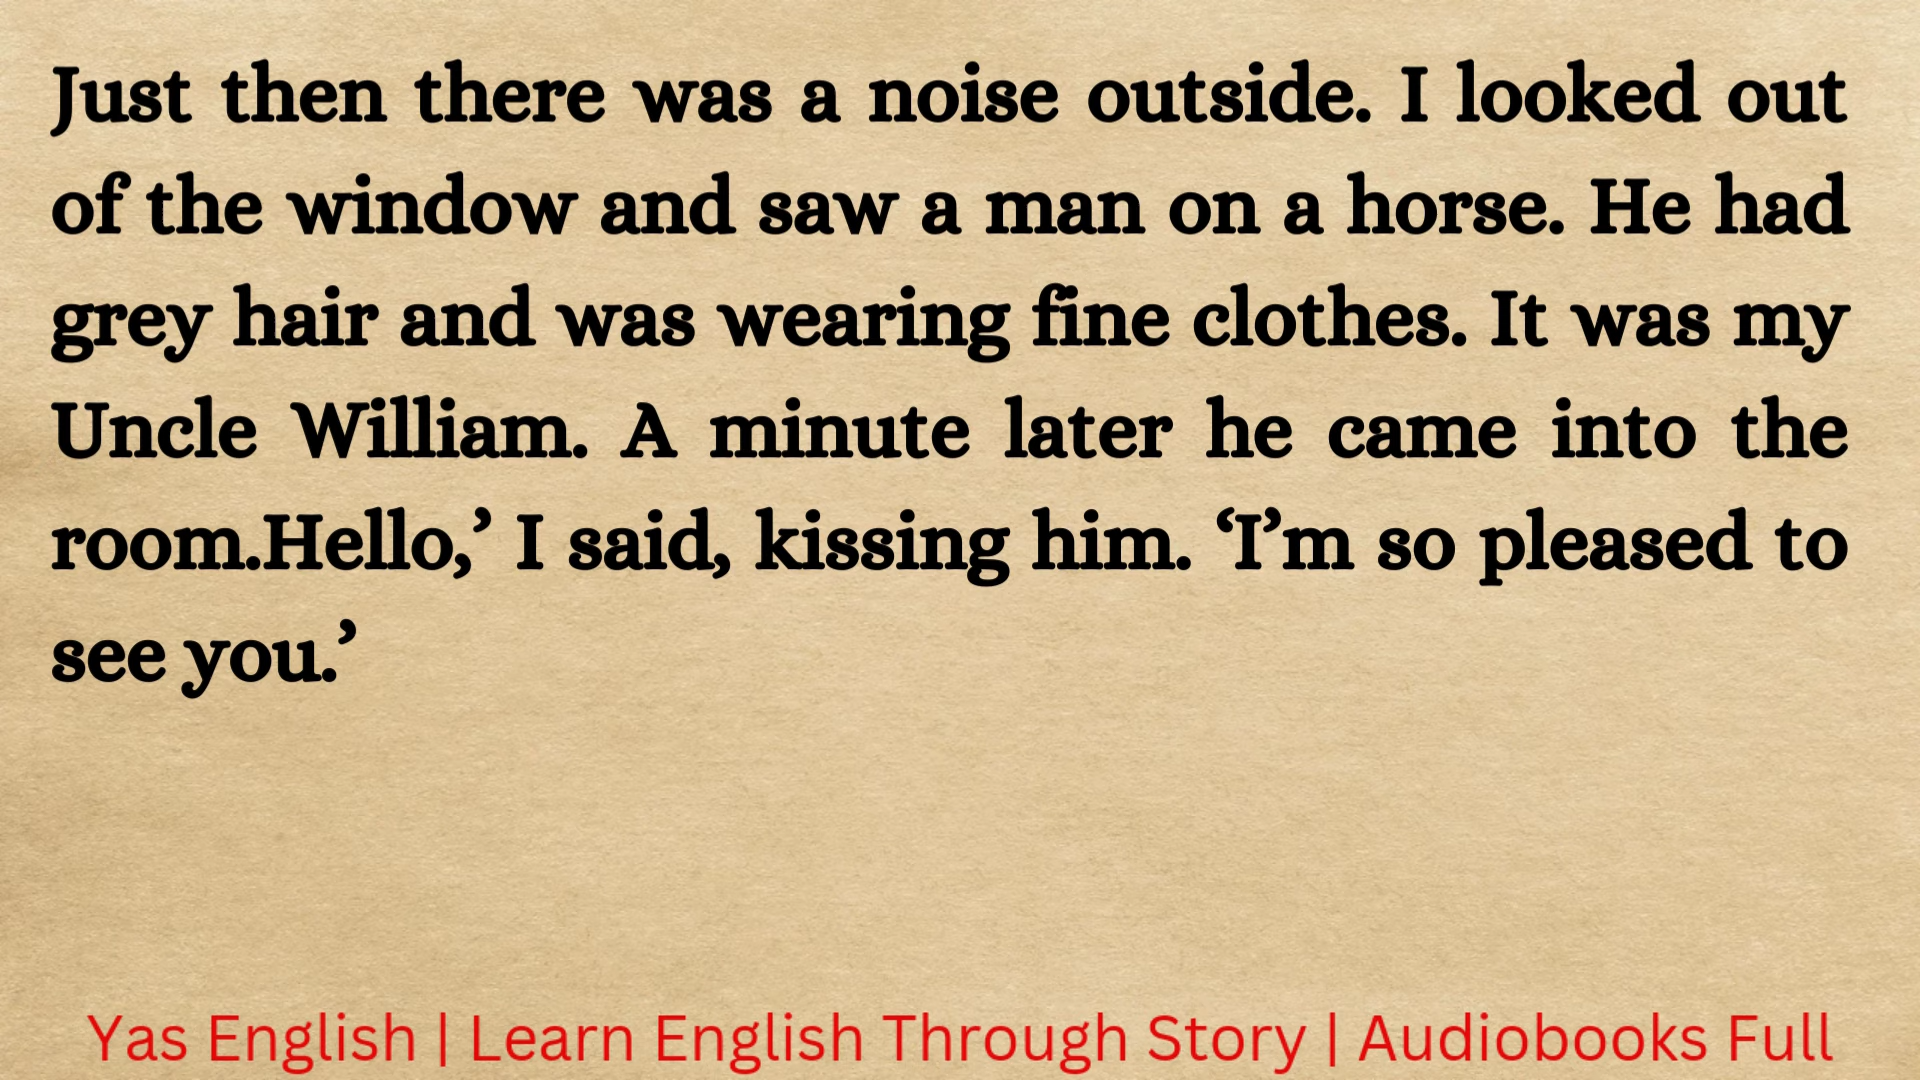 Just then there was a noise outside. I looked out
of the window and saw a man on a horse. He had
grey hair and was wearing fine clothes. It was my
Uncle William. A minute later he came into the
room.Hello,’ I said, kissing him. ‘I’m so pleased to
see you.’
Yas English | Learn English Through Story | Audiobooks Full